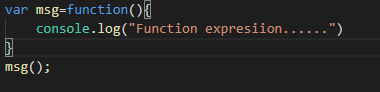 var msg=function(){
    console.log("Function expresiion......")
}
msg();